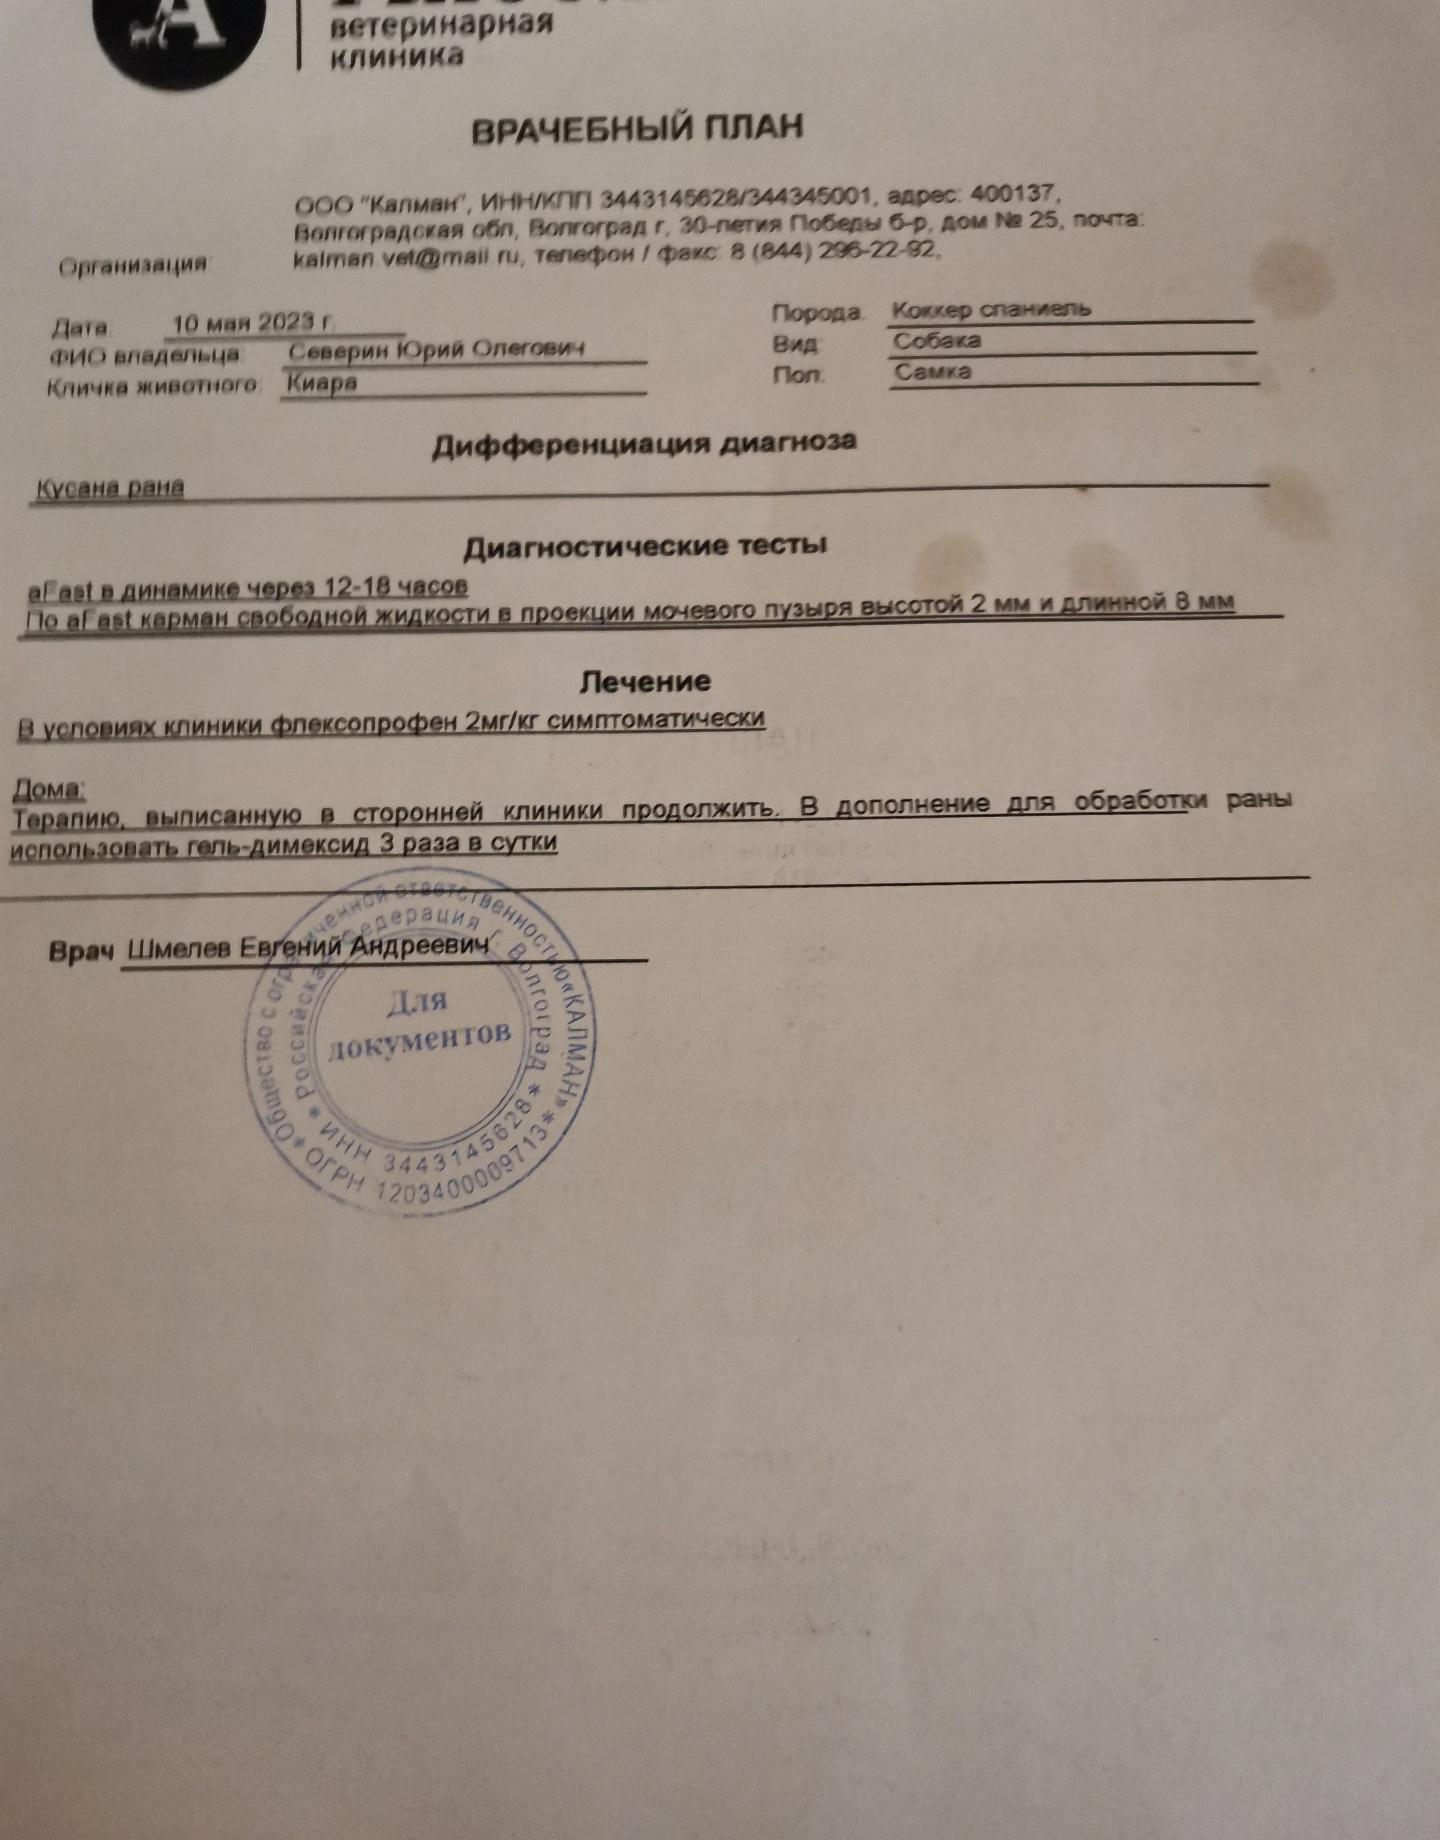 А
ветеринарная
клиника
ВРАЧЕБНЫЙ ПЛАН
ООО "Калман", ИНН/КПП 3443145628/344345001, адрес: 400137,
Волгоградская обл, Волгоград г, 30-летия Победы б-р, дом № 25, почта:
Организация: kalman.vet@mail.ru, телефон / факс: 8 (844) 296-22-92,
Дата: 10 мая 2023 г. Порода: Коккер спаниель
ФИО владельца: Северин Юрий Олегович Вид: Собака
Кличка животного: Киара Пол: Самка
Дифференциация диагноза
Кусана рана
Диагностические тесты
aFast в динамике через 12-18 часов
По aFast карман свободной жидкости в проекции мочевого пузыря высотой 2 мм и длинной 8 мм
Лечение
В условиях клиники флексопрофен 2мг/кг симптоматически
Дома:
Терапию, выписанную в сторонней клиники продолжить. В дополнение для обработки раны
использовать гель-димексид 3 раза в сутки
Врач Шмелев Евгений Андреевич
Общество с ограниченной ответственностью «КАЛМАН»
* Российская Федерация г. Волгоград *
Для
документов
ИНН 3443145628
* ОГРН 1203400009713 *